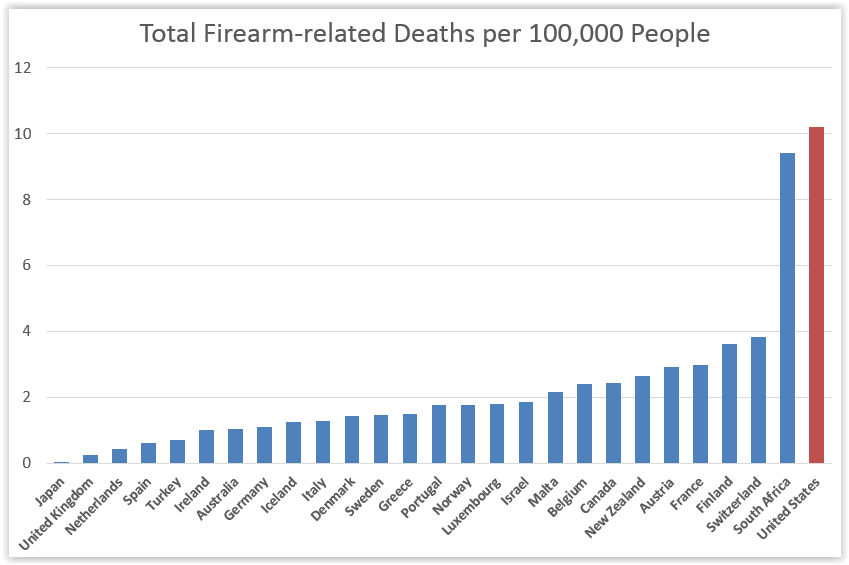 Total Firearm-related Deaths per 100,000 People
12
10
8
6
4
2
0
Japan
United Kingdom
Netherlands
Spain
Turkey
Ireland
Australia
Germany
Iceland
Italy
Denmark
Sweden
Greece
Portugal
Norway
Luxembourg
Israel
Malta
Belgium
Canada
New Zealand
Austria
France
Finland
Switzerland
South Africa
United States